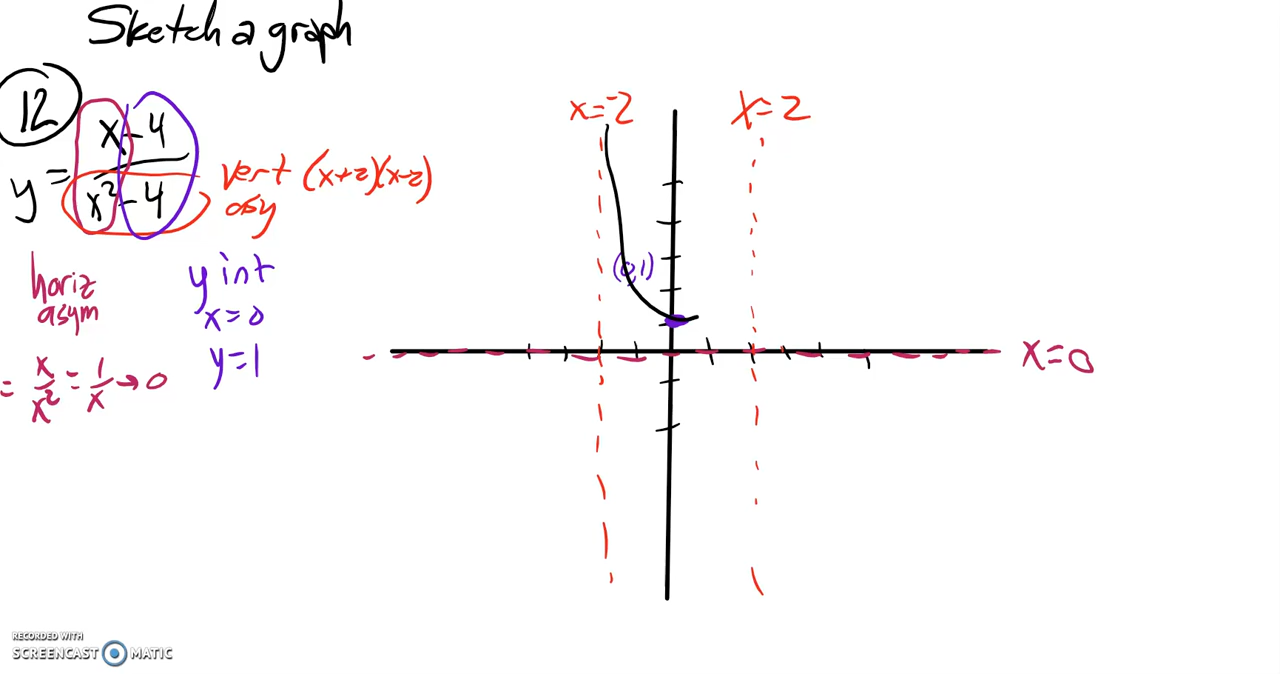 Sketch a graph
12
y = x-4
x²-4
vert (x+2)(x-2)
asy
horiz
asym
= x/x² = 1/x → 0
y int
x=0
y=1
x=-2
x=2
(0,1)
x=0
RECORDED WITH
SCREENCAST MATIC